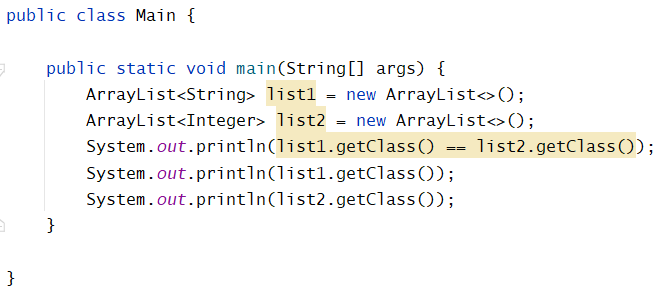 public class Main {
public static void main(String[] args) {
ArrayList<String> list1 = new ArrayList<>();
ArrayList<Integer> list2 = new ArrayList<>();
System.out.println(list1.getClass() == list2.getClass());
System.out.println(list1.getClass());
System.out.println(list2.getClass());
}
}